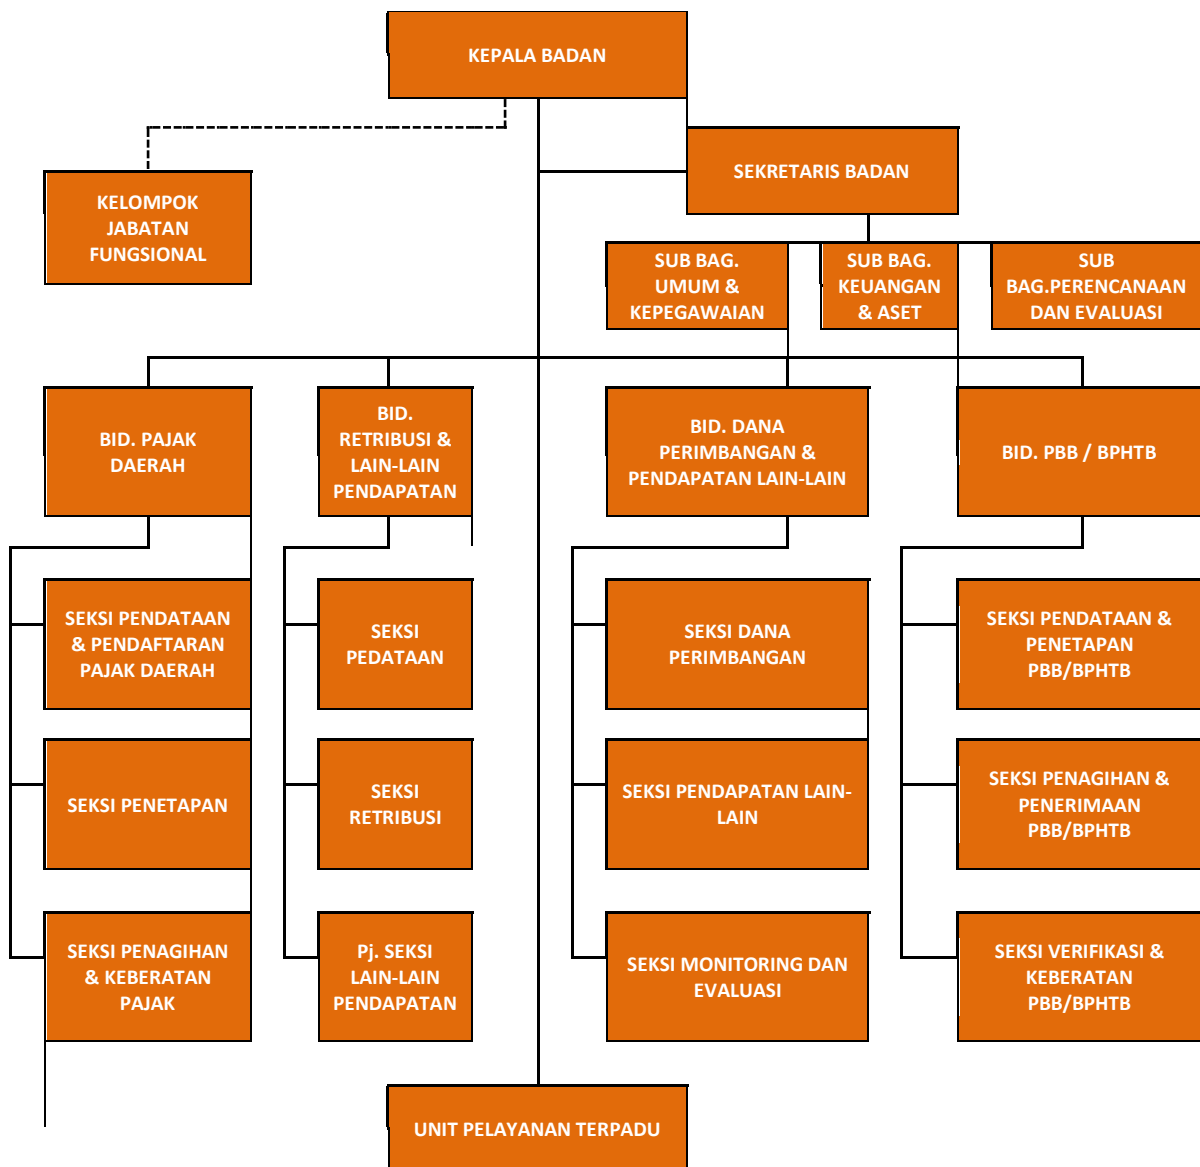 KEPALA BADAN
SEKRETARIS BADAN
KELOMPOK
JABATAN
FUNGSIONAL
SUB BAG.
UMUM &
KEPEGAWAIAN
SUB BAG.
KEUANGAN
& ASET
SUB
BAG.PERENCANAAN
DAN EVALUASI
BID. PAJAK
DAERAH
BID.
RETRIBUSI &
LAIN-LAIN
PENDAPATAN
BID. DANA
PERIMBANGAN &
PENDAPATAN LAIN-LAIN
BID. PBB / BPHTB
SEKSI PENDATAAN
& PENDAFTARAN
PAJAK DAERAH
SEKSI
PEDATAAN
SEKSI DANA
PERIMBANGAN
SEKSI PENDATAAN &
PENETAPAN
PBB/BPHTB
SEKSI PENETAPAN
SEKSI
RETRIBUSI
SEKSI PENDAPATAN LAIN-
LAIN
SEKSI PENAGIHAN &
PENERIMAAN
PBB/BPHTB
SEKSI PENAGIHAN
& KEBERATAN
PAJAK
Pj. SEKSI
LAIN-LAIN
PENDAPATAN
SEKSI MONITORING DAN
EVALUASI
SEKSI VERIFIKASI &
KEBERATAN
PBB/BPHTB
UNIT PELAYANAN TERPADU